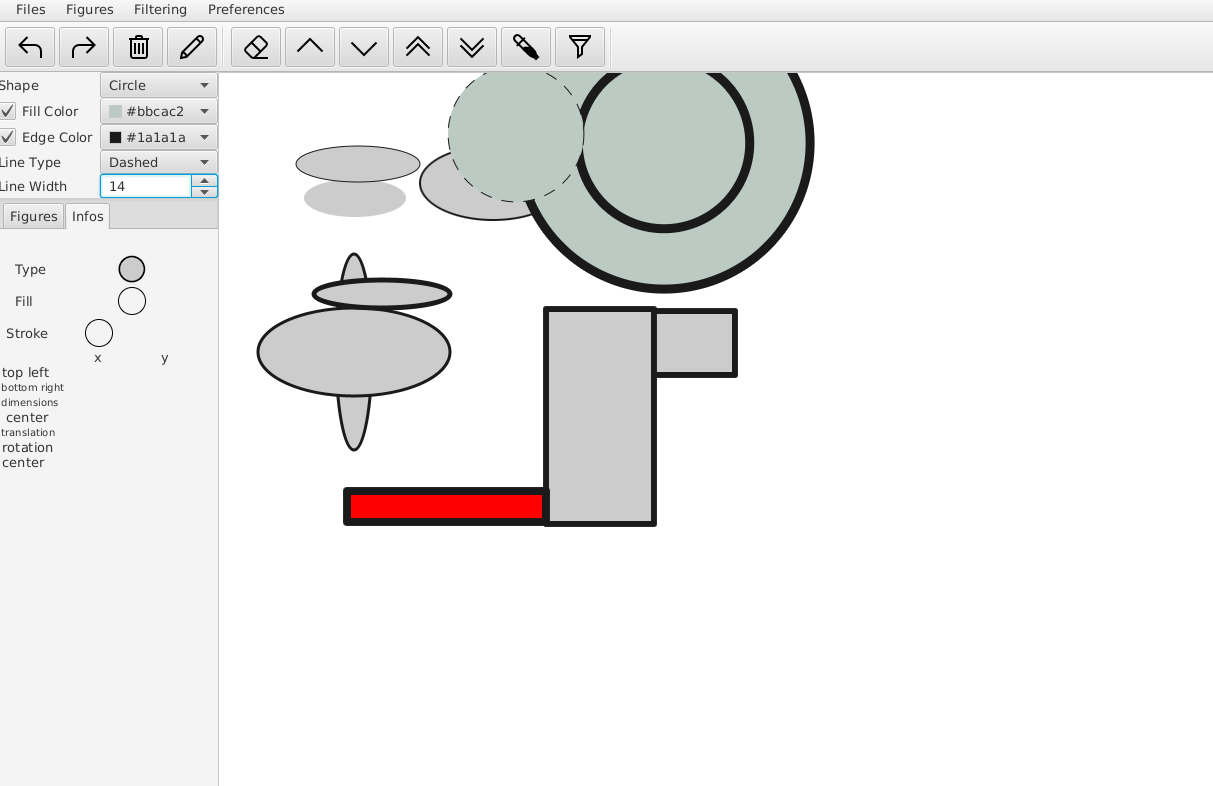 Files Figures Filtering Preferences
Shape Circle
Fill Color #bbcac2
Edge Color #1a1a1a
Line Type Dashed
Line Width 14
Figures Infos
Type
Fill
Stroke
x y
top left
bottom right
dimensions
center
translation
rotation
center